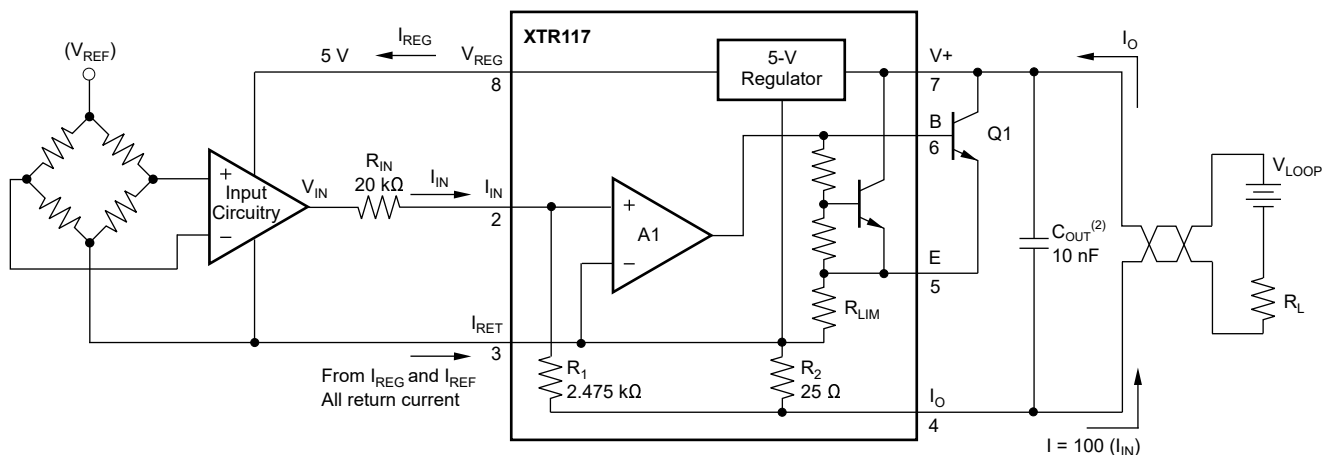 (V_REF)
5 V
I_REG
V_REG
8
XTR117
5-V
Regulator
V+
7
I_O
B
6
Q1
+
−
Input
Circuitry
V_IN
R_IN
20 kΩ
I_IN
I_IN
2
+
−
A1
E
5
R_LIM
C_OUT^(2)
10 nF
V_LOOP
R_L
I_RET
3
From I_REG and I_REF
All return current
R_1
2.475 kΩ
R_2
25 Ω
I_O
4
I = 100 (I_IN)